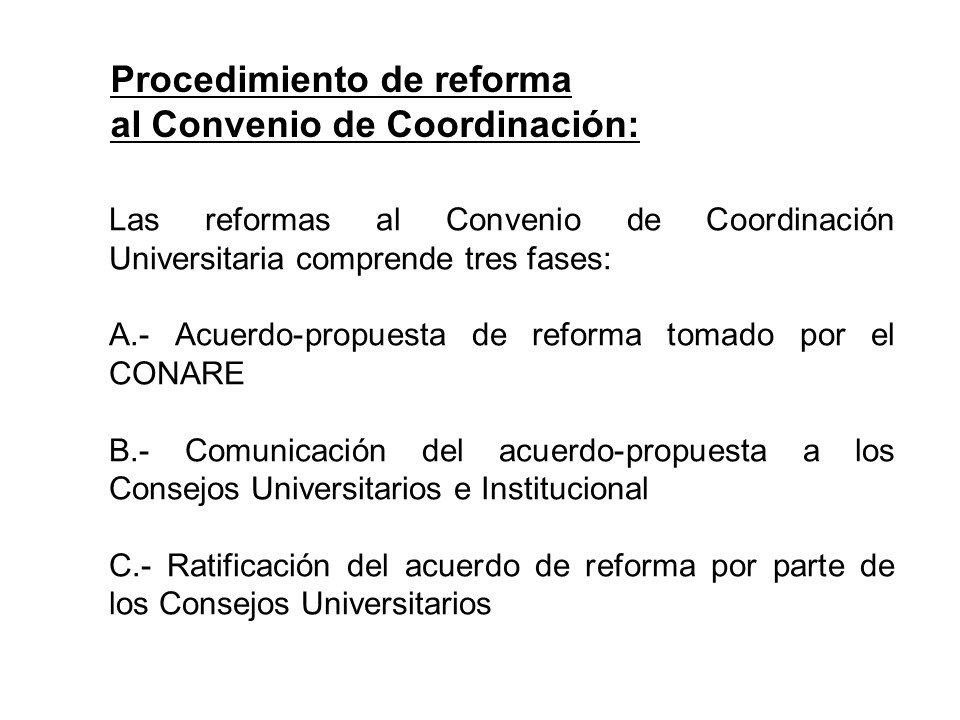 Procedimiento de reforma
al Convenio de Coordinación:
Las reformas al Convenio de Coordinación
Universitaria comprende tres fases:
A.- Acuerdo-propuesta de reforma tomado por el
CONARE
B.- Comunicación del acuerdo-propuesta a los
Consejos Universitarios e Institucional
C.- Ratificación del acuerdo de reforma por parte de
los Consejos Universitarios